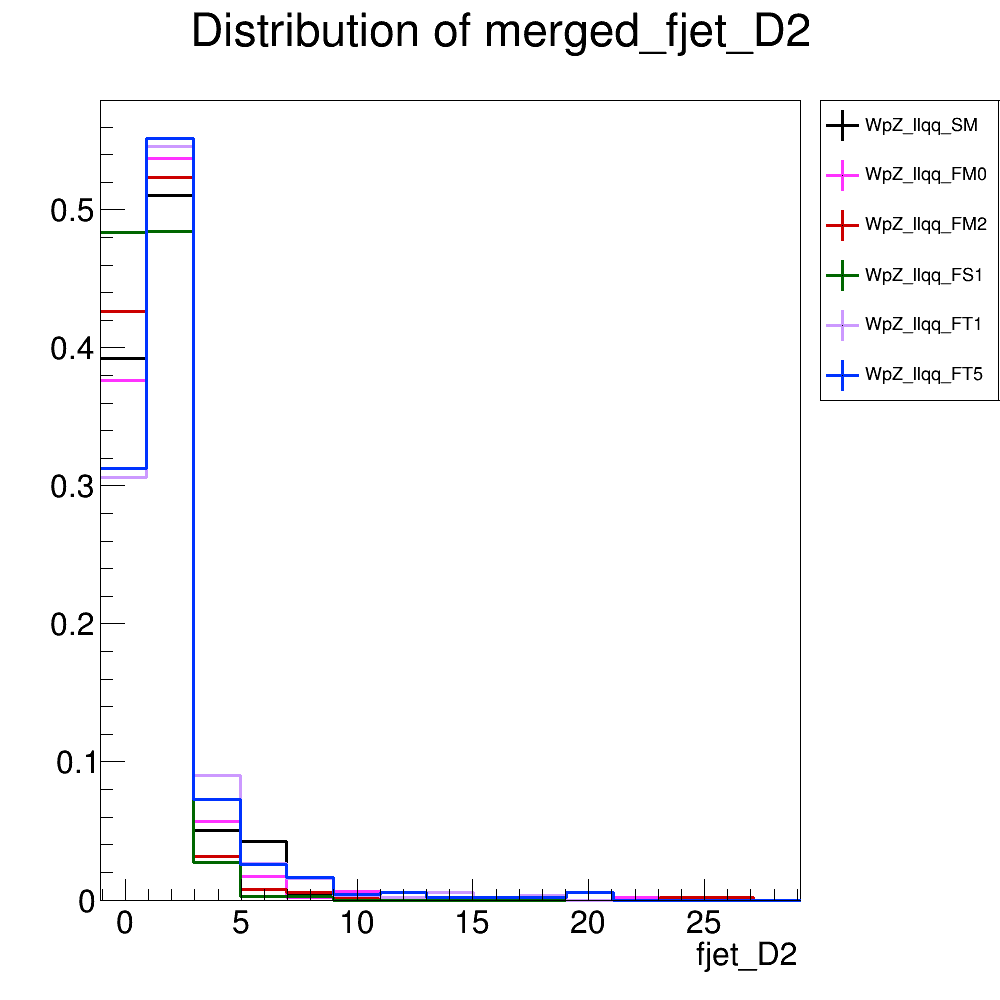 Distribution of merged_fjet_D2
WpZ_llqq_SM
WpZ_llqq_FM0
WpZ_llqq_FM2
WpZ_llqq_FS1
WpZ_llqq_FT1
WpZ_llqq_FT5
0.5
0.4
0.3
0.2
0.1
0
0 5 10 15 20 25
fjet_D2